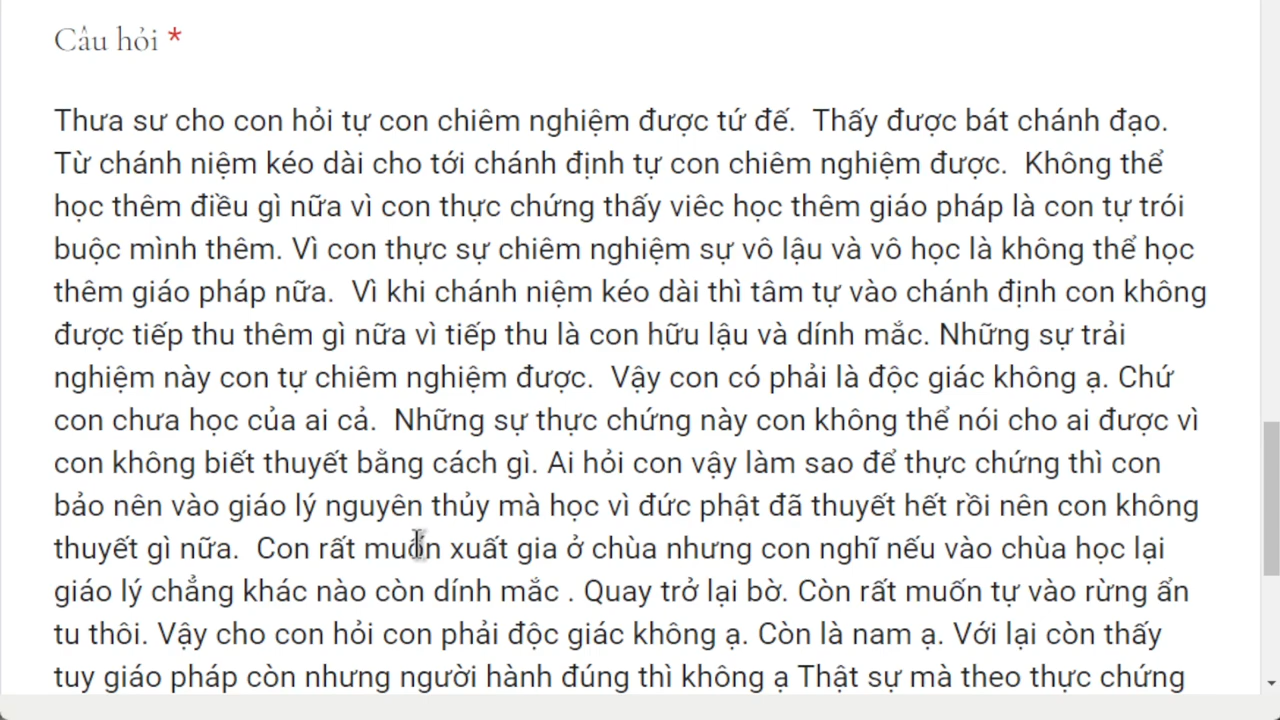 Câu hỏi *
Thưa sư cho con hỏi tự con chiêm nghiệm được tứ đế. Thấy được bát chánh đạo.
Từ chánh niệm kéo dài cho tới chánh định tự con chiêm nghiệm được. Không thể
học thêm điều gì nữa vì con thực chứng thấy viêc học thêm giáo pháp là con tự trói
buộc mình thêm. Vì con thực sự chiêm nghiệm sự vô lậu và vô học là không thể học
thêm giáo pháp nữa. Vì khi chánh niệm kéo dài thì tâm tự vào chánh định con không
được tiếp thu thêm gì nữa vì tiếp thu là con hữu lậu và dính mắc. Những sự trải
nghiệm này con tự chiêm nghiệm được. Vậy con có phải là độc giác không ạ. Chứ
con chưa học của ai cả. Những sự thực chứng này con không thể nói cho ai được vì
con không biết thuyết bằng cách gì. Ai hỏi con vậy làm sao để thực chứng thì con
bảo nên vào giáo lý nguyên thủy mà học vì đức phật đã thuyết hết rồi nên con không
thuyết gì nữa. Con rất muốn xuất gia ở chùa nhưng con nghĩ nếu vào chùa học lại
giáo lý chẳng khác nào còn dính mắc . Quay trở lại bờ. Còn rất muốn tự vào rừng ẩn
tu thôi. Vậy cho con hỏi con phải độc giác không ạ. Còn là nam ạ. Với lại còn thấy
tuy giáo pháp còn nhưng người hành đúng thì không ạ Thật sự mà theo thực chứng